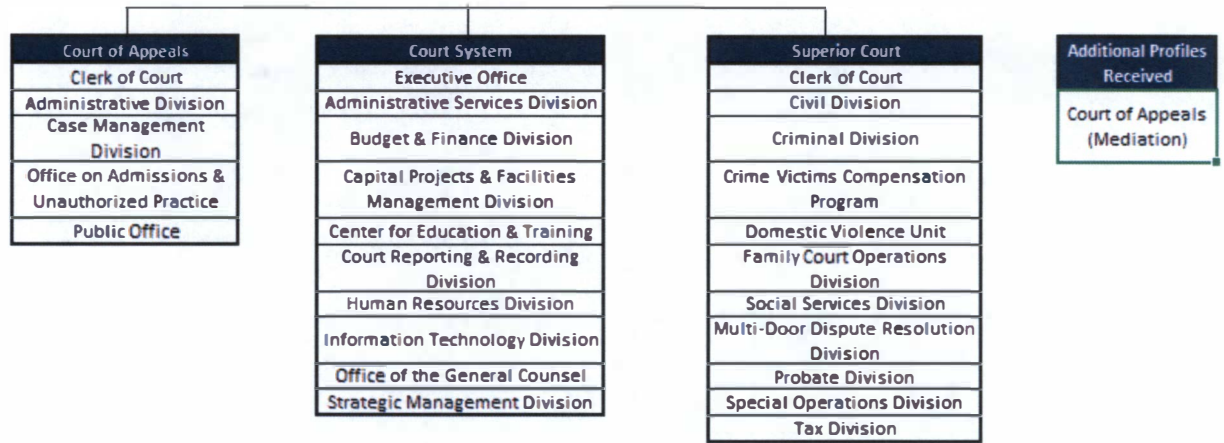 Court of Appeals
Clerk of Court
Administrative Division
Case Management
Division
Office on Admissions &
Unauthorized Practice
Public Office
Court System
Executive Office
Administrative Services Division
Budget & Finance Division
Capital Projects & Facilities
Management Division
Center for Education & Training
Court Reporting & Recording
Division
Human Resources Division
Information Technology Division
Office of the General Counsel
Strategic Management Division
Superior Court
Clerk of Court
Civil Division
Criminal Division
Crime Victims Compensation
Program
Domestic Violence Unit
Family Court Operations
Division
Social Services Division
Multi-Door Dispute Resolution
Division
Probate Division
Special Operations Division
Tax Division
Additional Profiles
Received
Court of Appeals
(Mediation)